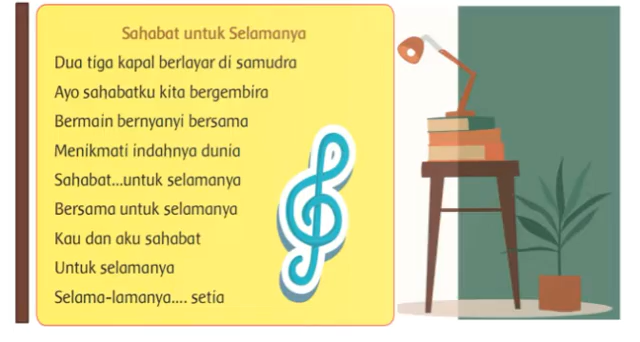 Sahabat untuk Selamanya
Dua tiga kapal berlayar di samudra
Ayo sahabatku kita bergembira
Bermain bernyanyi bersama
Menikmati indahnya dunia
Sahabat...untuk selamanya
Bersama untuk selamanya
Kau dan aku sahabat
Untuk selamanya
Selama-lamanya.... setia